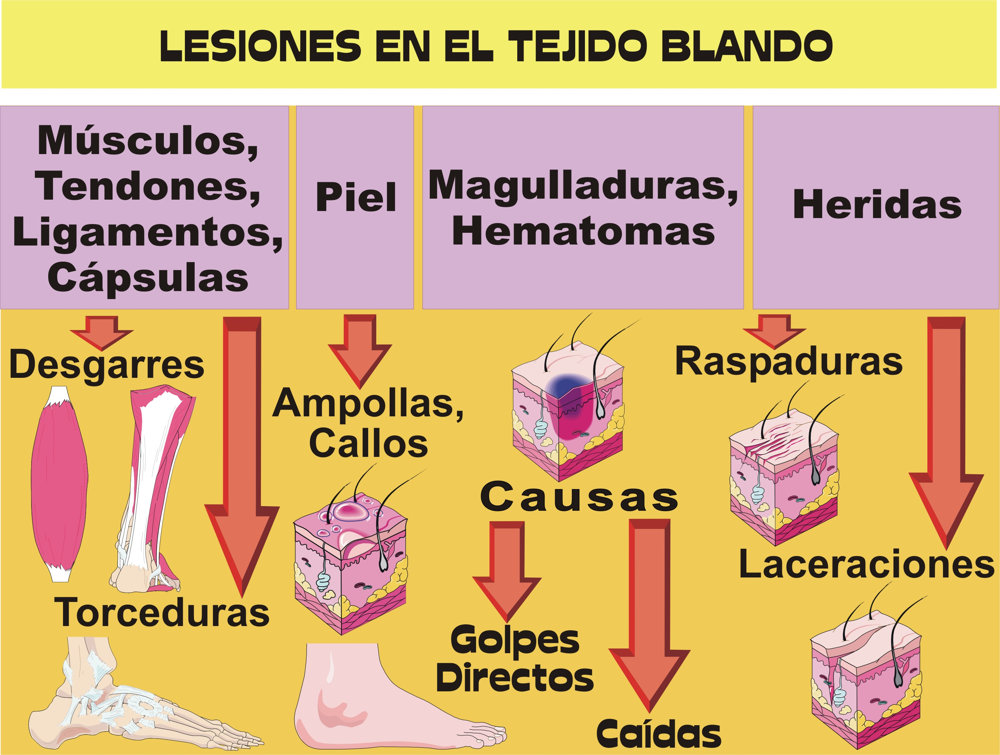 LESIONES EN EL TEJIDO BLANDO
Músculos,
Tendones,
Ligamentos,
Cápsulas
Piel
Magulladuras,
Hematomas
Heridas
Desgarres
Torceduras
Ampollas,
Callos
Causas
Golpes
Directos
Caídas
Raspaduras
Laceraciones